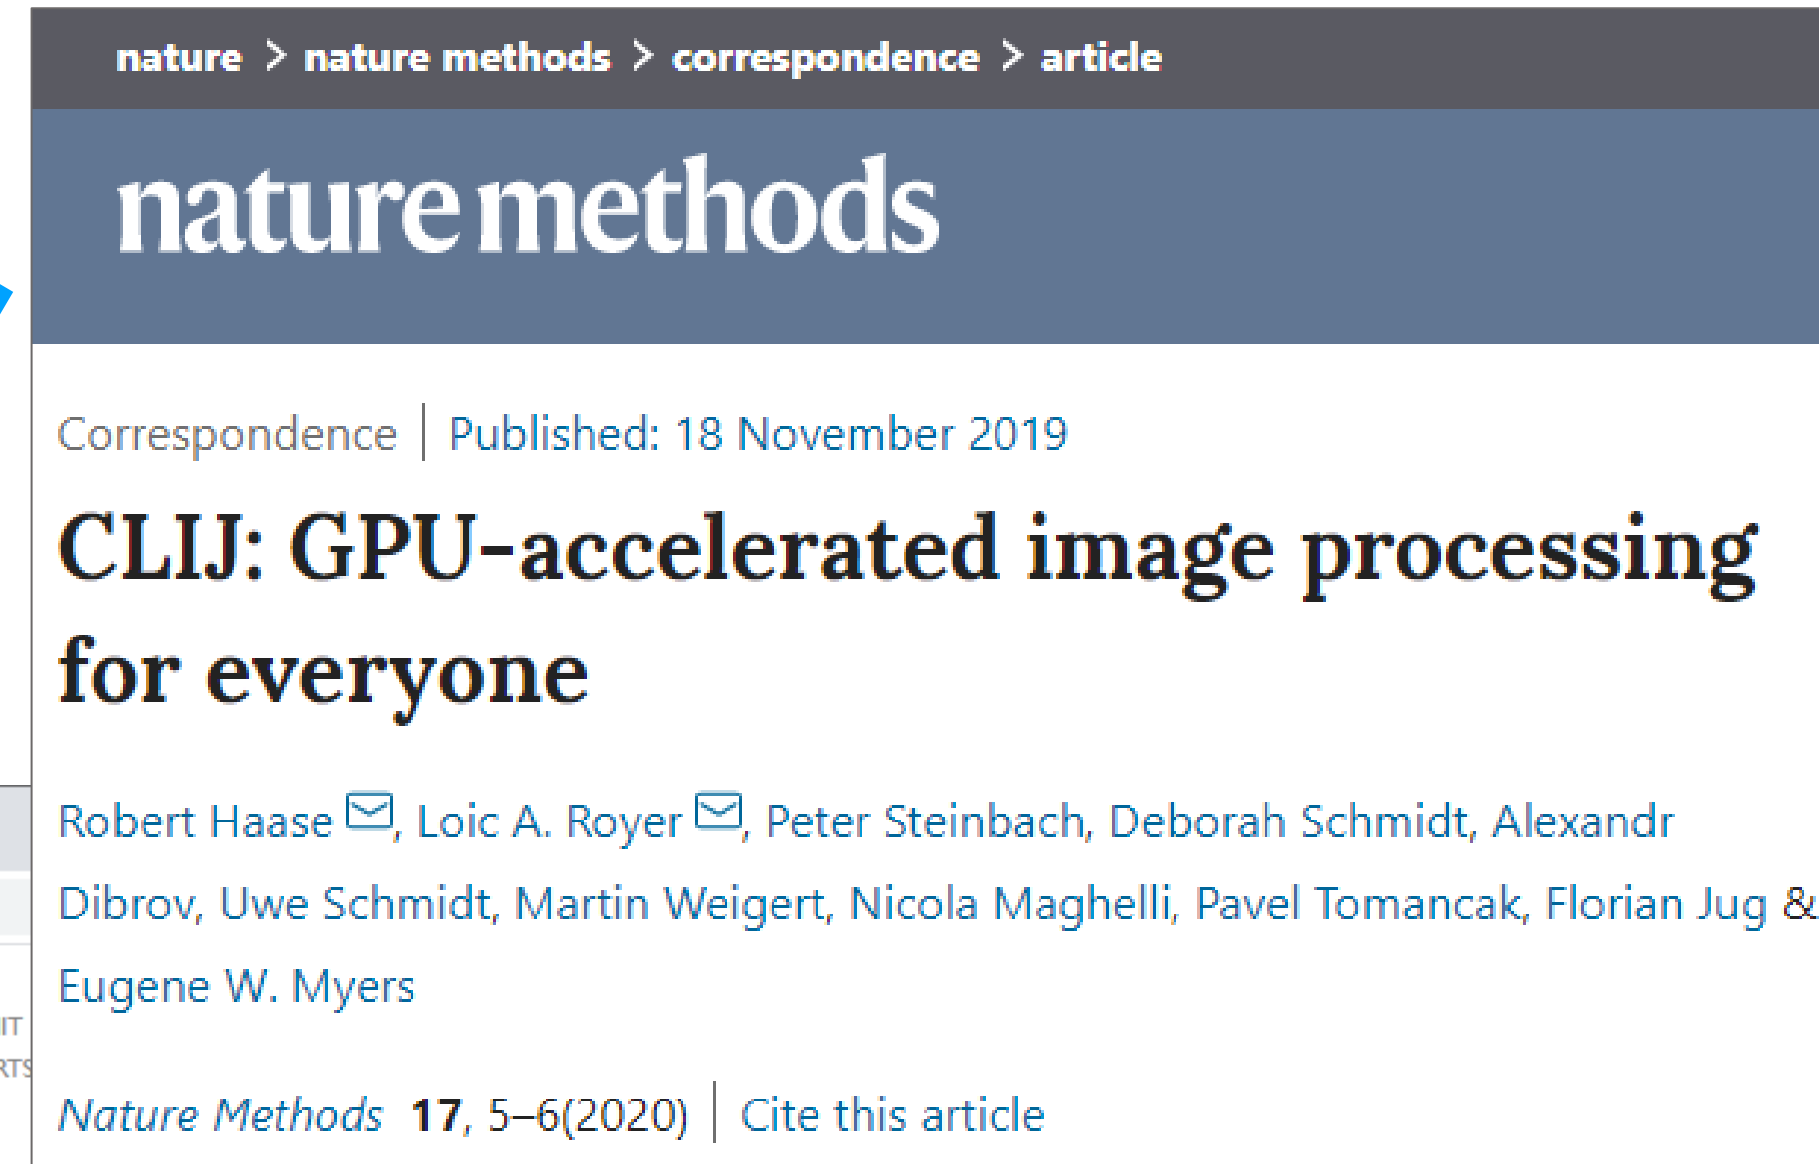 nature > nature methods > correspondence > article
nature methods
Correspondence | Published: 18 November 2019
CLIJ: GPU-accelerated image processing
for everyone
Robert Haase, Loic A. Royer, Peter Steinbach, Deborah Schmidt, Alexandr
Dibrov, Uwe Schmidt, Martin Weigert, Nicola Maghelli, Pavel Tomancak, Florian Jug &
Eugene W. Myers
Nature Methods 17, 5–6(2020) | Cite this article